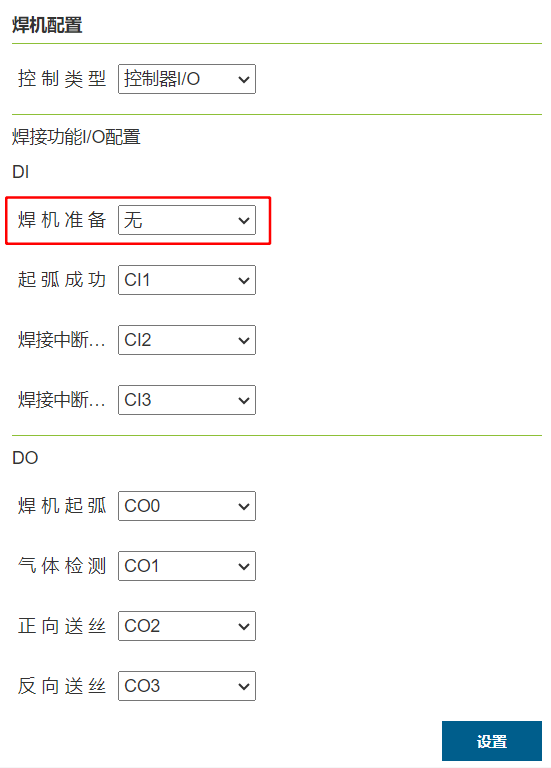 焊机配置
控制类型 控制器I/O
焊接功能I/O配置
DI
焊机准备 无
起弧成功 CI1
焊接中断… CI2
焊接中断… CI3
DO
焊机起弧 CO0
气体检测 CO1
正向送丝 CO2
反向送丝 CO3
设置